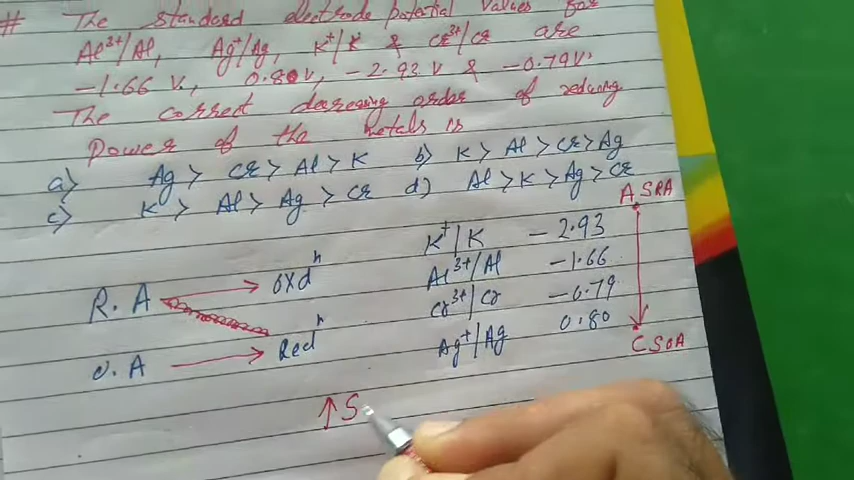 # The standard electrode potential values for
Al³⁺/Al, Ag⁺/Ag, K⁺/K & Cr³⁺/Cr are
-1.66 V, 0.80V, -2.93 V & -0.79V.
The correct decreasing order of reducing
Power of the metals is
a) Ag > Cr > Al > K b) K > Al > Cr > Ag
c) K > Al > Ag > Cr d) Al > K > Ag > Cr
A SRA
K⁺/K -2.93
R.A → oxdⁿ Al³⁺/Al -1.66
Cr³⁺/Cr -0.79
O.A → Redⁿ Ag⁺/Ag 0.80
C SOA
↑ S